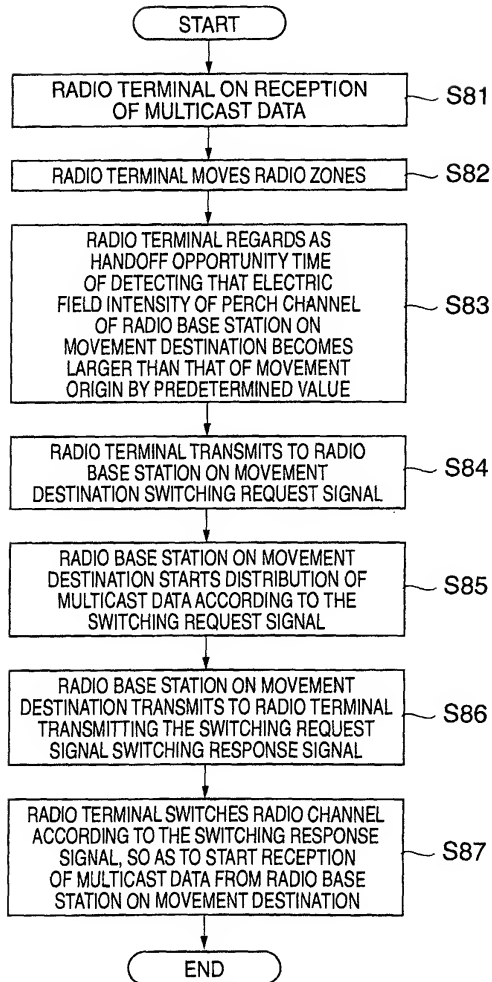 START
RADIO TERMINAL ON RECEPTION
OF MULTICAST DATA
S81
RADIO TERMINAL MOVES RADIO ZONES
S82
RADIO TERMINAL REGARDS AS
HANDOFF OPPORTUNITY TIME
OF DETECTING THAT ELECTRIC
FIELD INTENSITY OF PERCH CHANNEL
OF RADIO BASE STATION ON
MOVEMENT DESTINATION BECOMES
LARGER THAN THAT OF MOVEMENT
ORIGIN BY PREDETERMINED VALUE
S83
RADIO TERMINAL TRANSMITS TO RADIO
BASE STATION ON MOVEMENT
DESTINATION SWITCHING REQUEST SIGNAL
S84
RADIO BASE STATION ON MOVEMENT
DESTINATION STARTS DISTRIBUTION OF
MULTICAST DATA ACCORDING TO THE
SWITCHING REQUEST SIGNAL
S85
RADIO BASE STATION ON MOVEMENT
DESTINATION TRANSMITS TO RADIO TERMINAL
TRANSMITTING THE SWITCHING REQUEST
SIGNAL SWITCHING RESPONSE SIGNAL
S86
RADIO TERMINAL SWITCHES RADIO CHANNEL
ACCORDING TO THE SWITCHING RESPONSE
SIGNAL, SO AS TO START RECEPTION
OF MULTICAST DATA FROM RADIO BASE
STATION ON MOVEMENT DESTINATION
S87
END